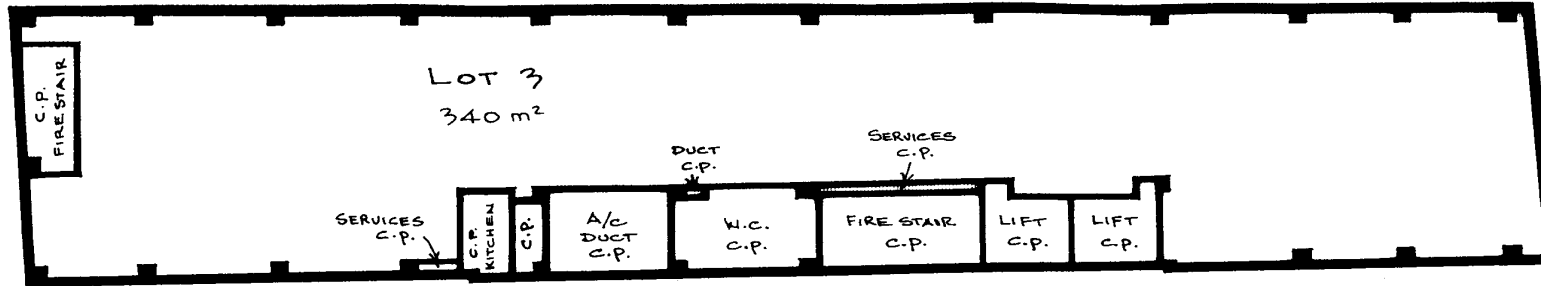 C.P.
FIRE STAIR
LOT 3
340 m²
SERVICES
C.P.
C.P.
KITCHEN
C.P.
A/C
DUCT
C.P.
DUCT
C.P.
W.C.
C.P.
SERVICES
C.P.
FIRE STAIR
C.P.
LIFT
C.P.
LIFT
C.P.